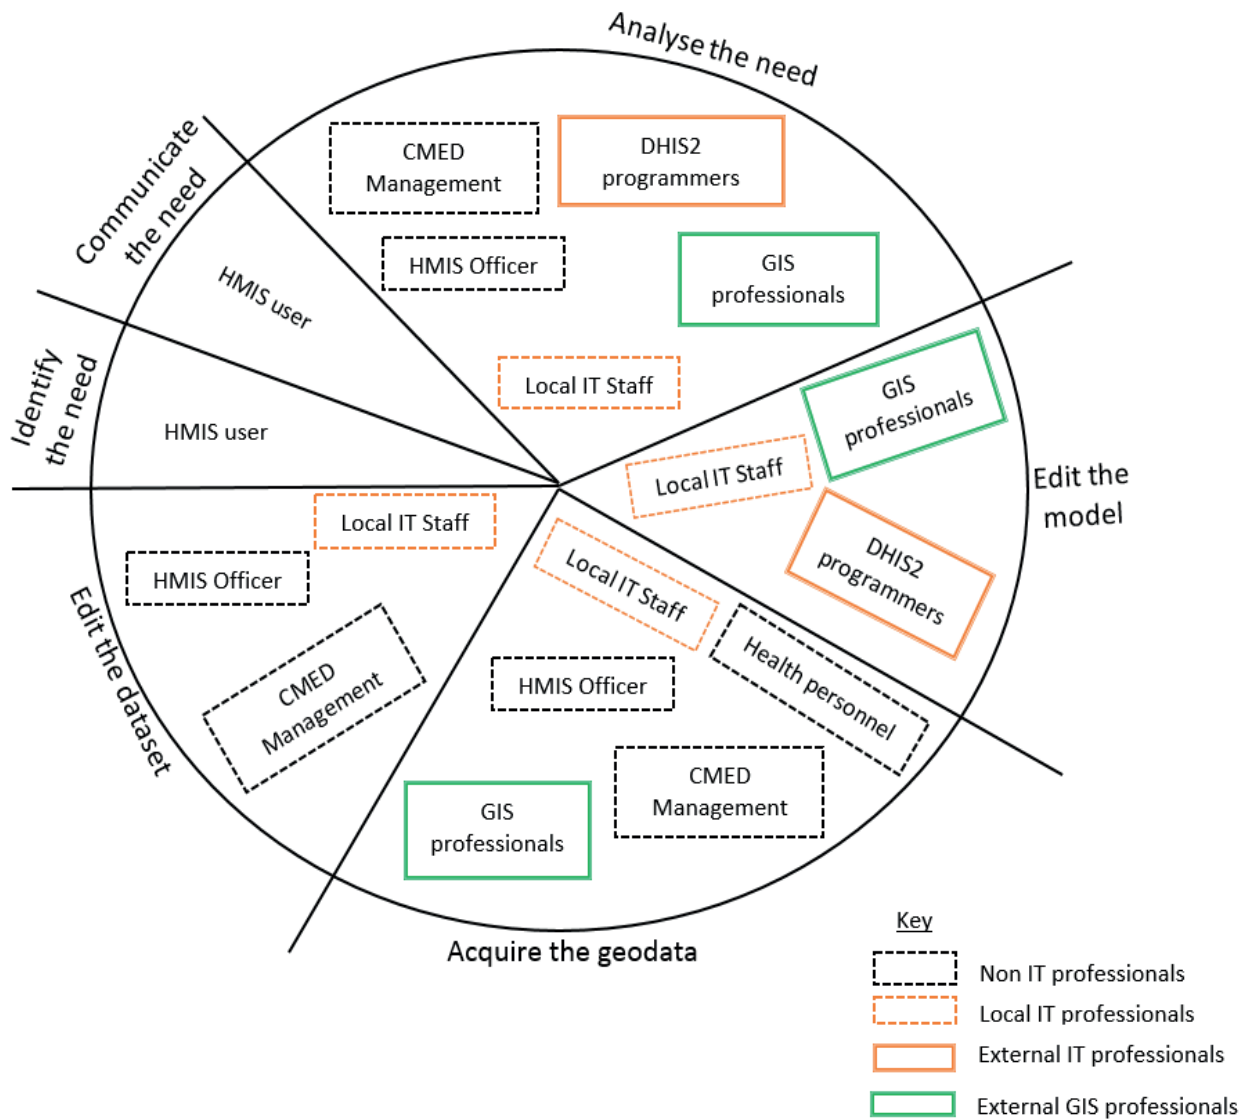 Analyse the need
CMED
Management
DHIS2
programmers
HMIS Officer
GIS
professionals
Local IT Staff
Communicate
the need
HMIS user
Identify
the need
HMIS user
Edit the
model
GIS
professionals
Local IT Staff
DHIS2
programmers
Local IT Staff
Health personnel
HMIS Officer
CMED
Management
GIS
professionals
Acquire the geodata
Edit the dataset
Local IT Staff
HMIS Officer
CMED
Management
Key
Non IT professionals
Local IT professionals
External IT professionals
External GIS professionals